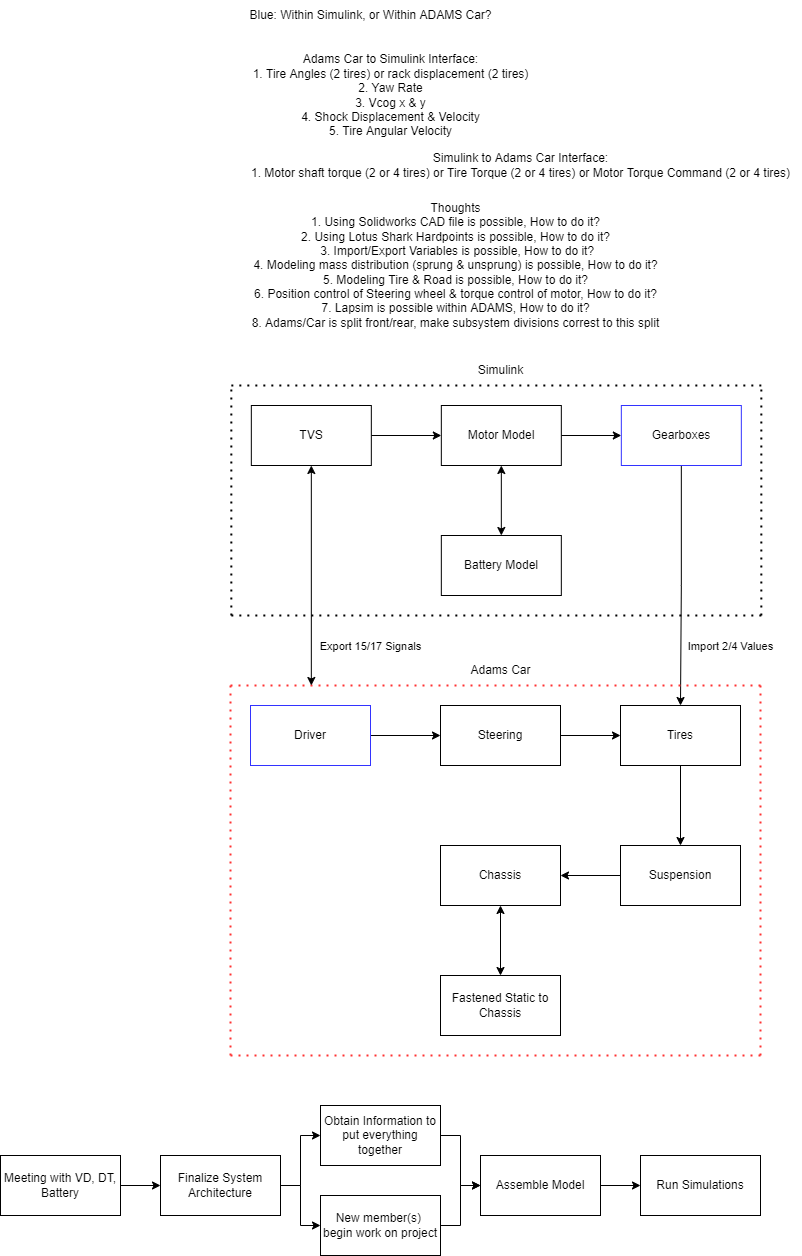 Blue: Within Simulink, or Within ADAMS Car?
Adams Car to Simulink Interface:
1. Tire Angles (2 tires) or rack displacement (2 tires)
2. Yaw Rate
3. Vcog x & y
4. Shock Displacement & Velocity
5. Tire Angular Velocity
Simulink to Adams Car Interface:
1. Motor shaft torque (2 or 4 tires) or Tire Torque (2 or 4 tires) or Motor Torque Command (2 or 4 tires)
Thoughts
1. Using Solidworks CAD file is possible, How to do it?
2. Using Lotus Shark Hardpoints is possible, How to do it?
3. Import/Export Variables is possible, How to do it?
4. Modeling mass distribution (sprung & unsprung) is possible, How to do it?
5. Modeling Tire & Road is possible, How to do it?
6. Position control of Steering wheel & torque control of motor, How to do it?
7. Lapsim is possible within ADAMS, How to do it?
8. Adams/Car is split front/rear, make subsystem divisions correst to this split
Simulink
TVS
Motor Model
Gearboxes
Battery Model
Export 15/17 Signals
Import 2/4 Values
Adams Car
Driver
Steering
Tires
Chassis
Suspension
Fastened Static to
Chassis
Meeting with VD, DT,
Battery
Finalize System
Architecture
Obtain Information to
put everything
together
New member(s)
begin work on project
Assemble Model
Run Simulations